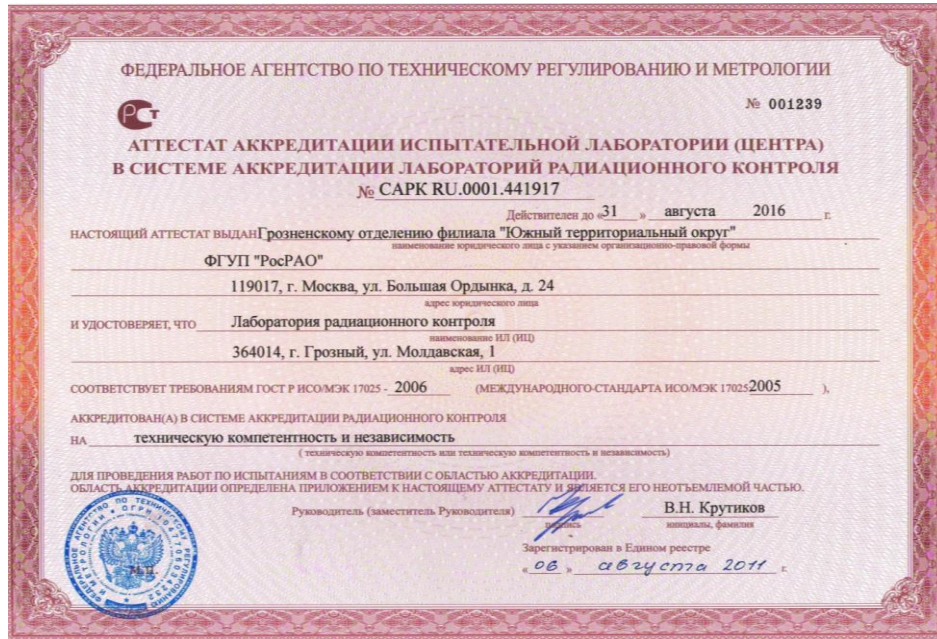 ФЕДЕРАЛЬНОЕ АГЕНТСТВО ПО ТЕХНИЧЕСКОМУ РЕГУЛИРОВАНИЮ И МЕТРОЛОГИИ
РСТ
№ 001239
АТТЕСТАТ АККРЕДИТАЦИИ ИСПЫТАТЕЛЬНОЙ ЛАБОРАТОРИИ (ЦЕНТРА)
В СИСТЕМЕ АККРЕДИТАЦИИ ЛАБОРАТОРИЙ РАДИАЦИОННОГО КОНТРОЛЯ
№ САРК RU.0001.441917
Действителен до «31 » августа 2016 г.
НАСТОЯЩИЙ АТТЕСТАТ ВЫДАН Грозненскому отделению филиала "Южный территориальный округ"
наименование юридического лица с указанием организационно-правовой формы
ФГУП "РосРАО"
119017, г. Москва, ул. Большая Ордынка, д. 24
адрес юридического лица
И УДОСТОВЕРЯЕТ, ЧТО Лаборатория радиационного контроля
наименование ИЛ (ИЦ)
364014, г. Грозный, ул. Молдавская, 1
адрес ИЛ (ИЦ)
СООТВЕТСТВУЕТ ТРЕБОВАНИЯМ ГОСТ Р ИСО/МЭК 17025 - 2006 (МЕЖДУНАРОДНОГО СТАНДАРТА ИСО/МЭК 17025 2005 ),
АККРЕДИТОВАН(А) В СИСТЕМЕ АККРЕДИТАЦИИ РАДИАЦИОННОГО КОНТРОЛЯ
НА техническую компетентность и независимость
( техническую компетентность или техническую компетентность и независимость)
ДЛЯ ПРОВЕДЕНИЯ РАБОТ ПО ИСПЫТАНИЯМ В СООТВЕТСТВИИ С ОБЛАСТЬЮ АККРЕДИТАЦИИ.
ОБЛАСТЬ АККРЕДИТАЦИИ ОПРЕДЕЛЕНА ПРИЛОЖЕНИЕМ К НАСТОЯЩЕМУ АТТЕСТАТУ И ЯВЛЯЕТСЯ ЕГО НЕОТЪЕМЛЕМОЙ ЧАСТЬЮ.
Руководитель (заместитель Руководителя) В.Н. Крутиков
подпись инициалы, фамилия
М.П.
Зарегистрирован в Едином реестре
« 06 » августа 2011 г.